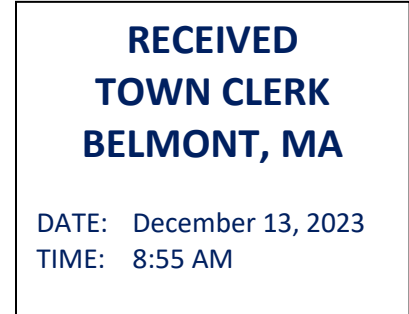 RECEIVED
TOWN CLERK
BELMONT, MA
DATE: December 13, 2023
TIME: 8:55 AM